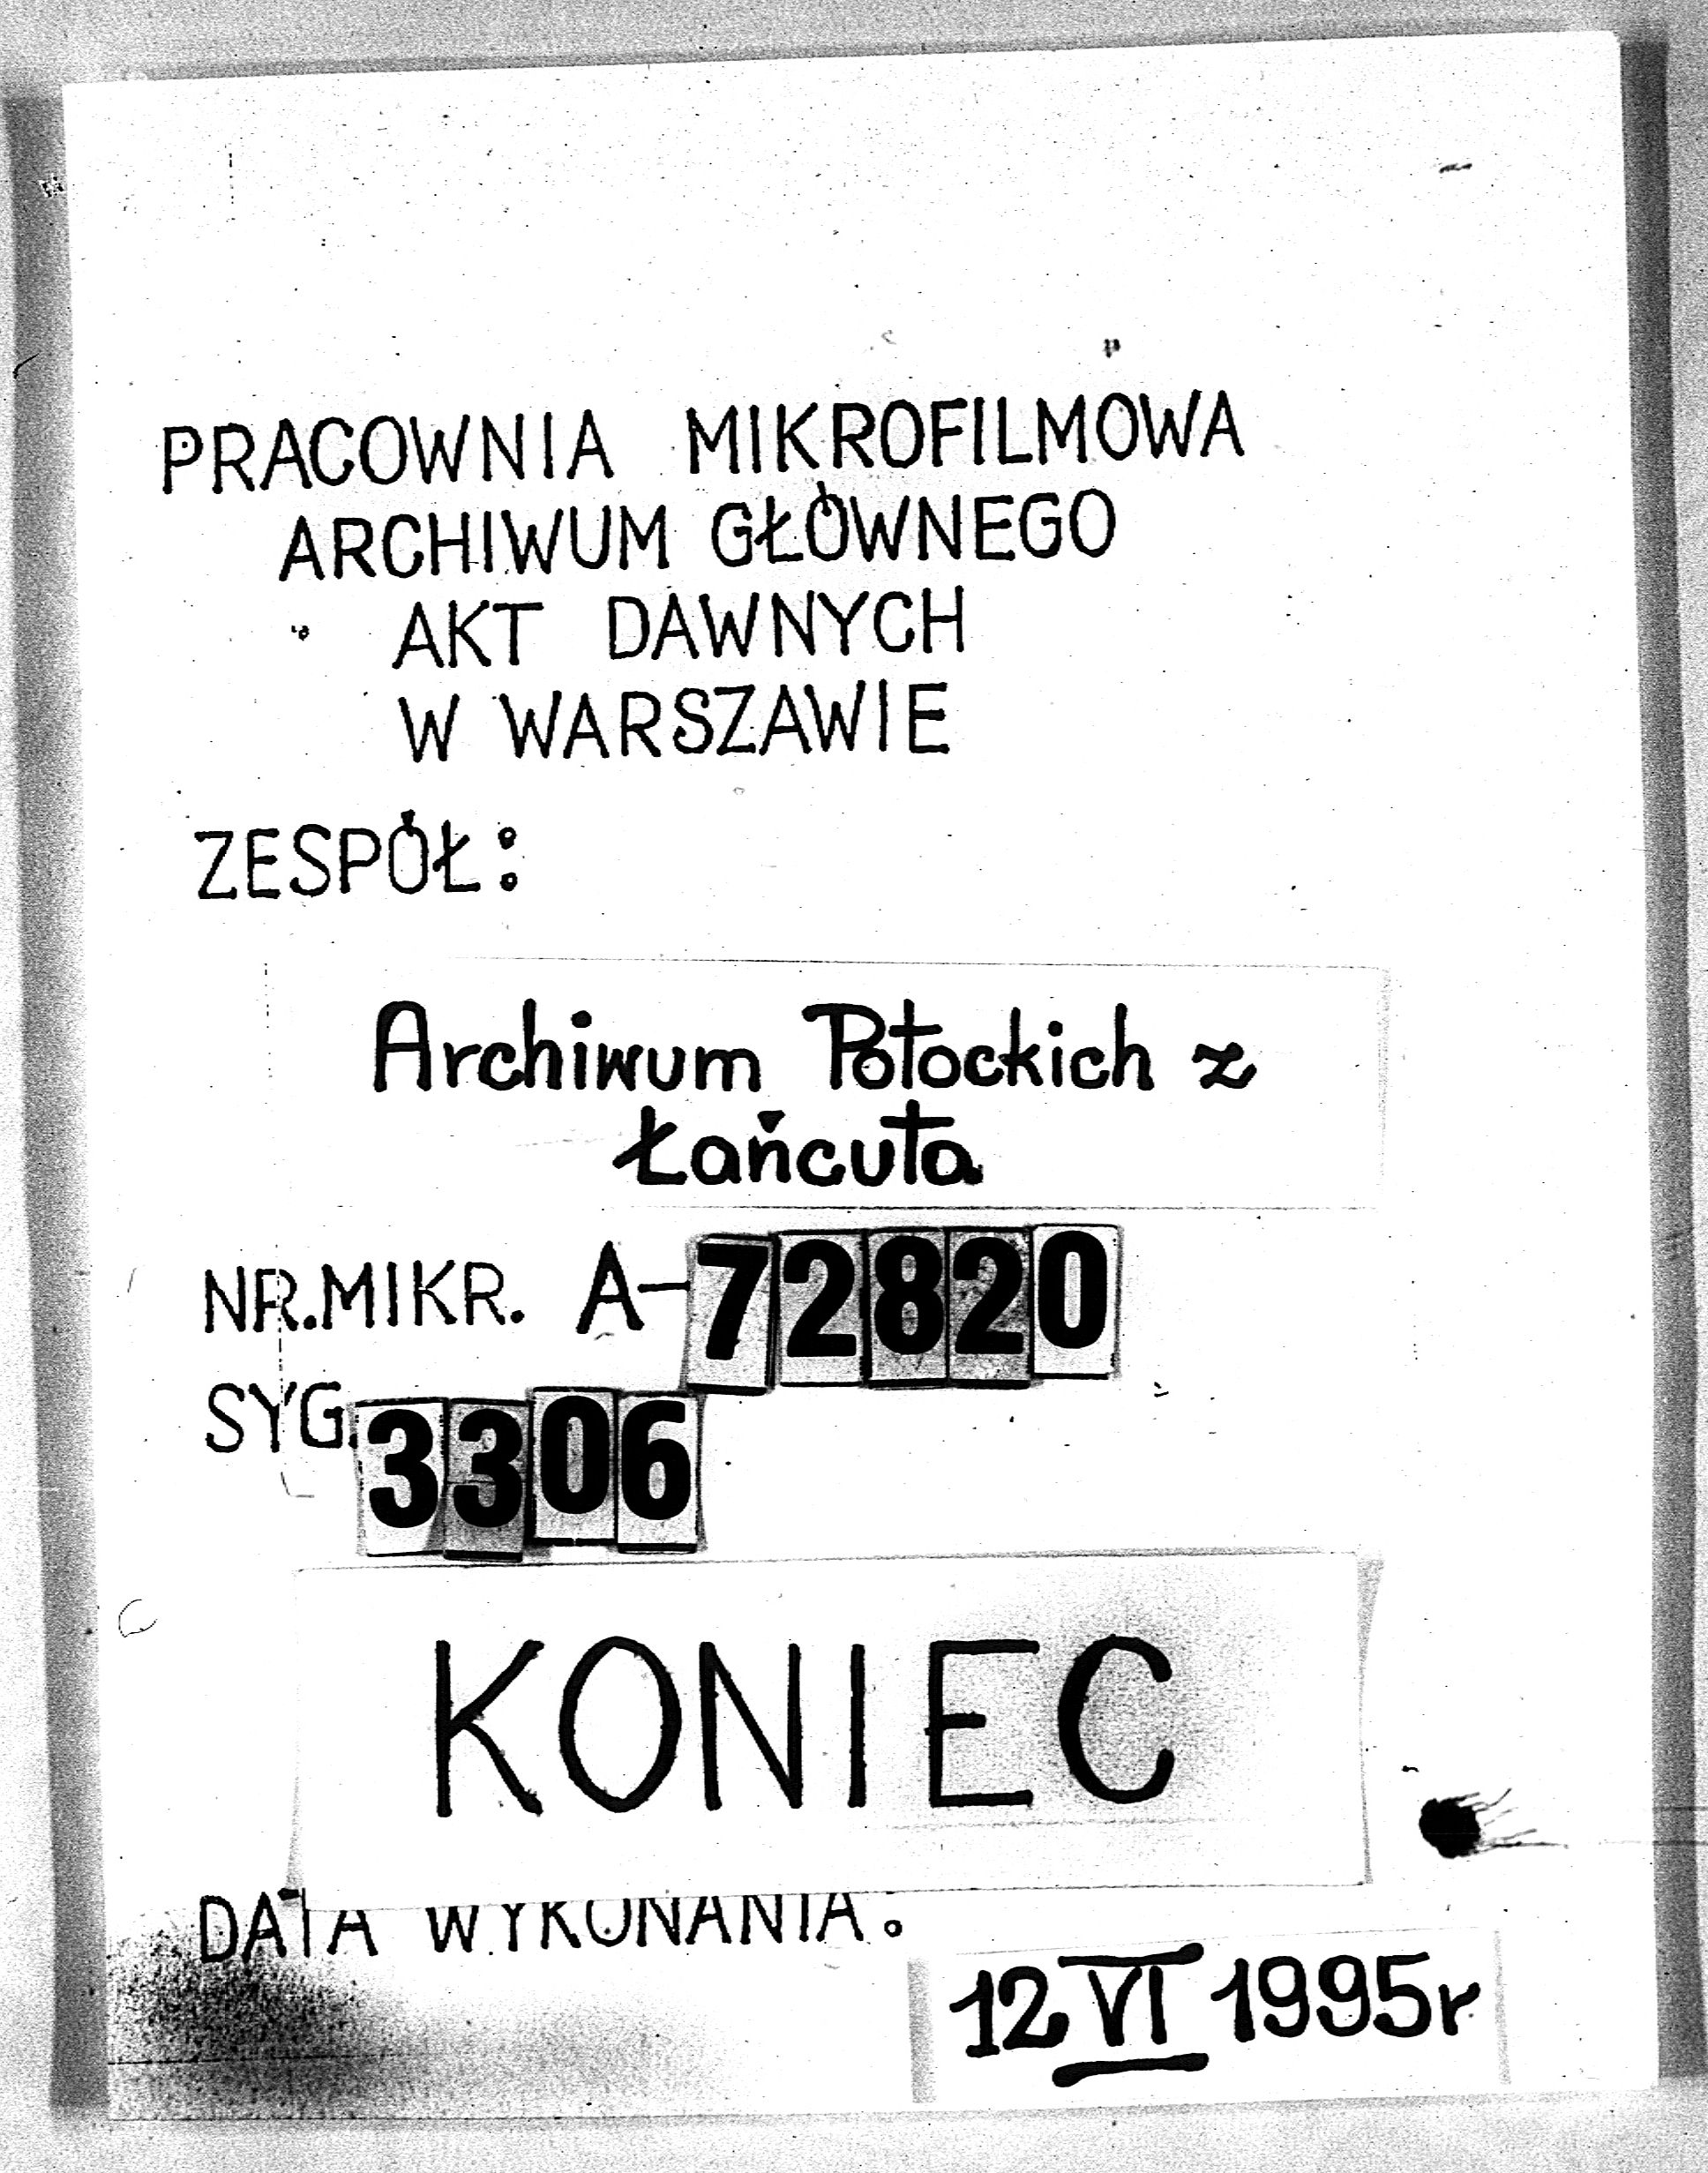 PRACOWNIA MIKROFILMOWA
ARCHIWUM GŁÓWNEGO
AKT DAWNYCH
W WARSZAWIE
ZESPÓŁ:
Archiwum Potockich z
Łańcuta
NR.MIKR. A-72820
SYG.3306
KONIEC
DATA WYKONANIA:
12 VI 1995r